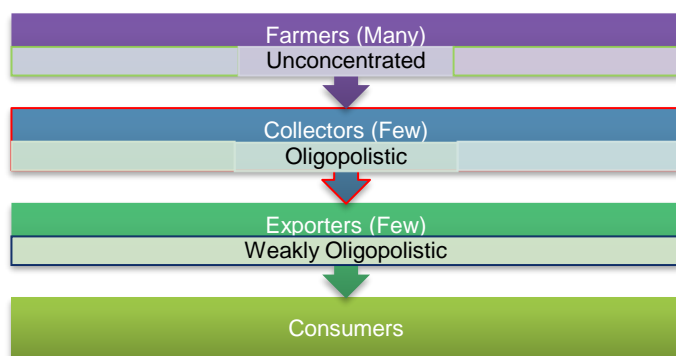 Farmers (Many)
Unconcentrated
Collectors (Few)
Oligopolistic
Exporters (Few)
Weakly Oligopolistic
Consumers